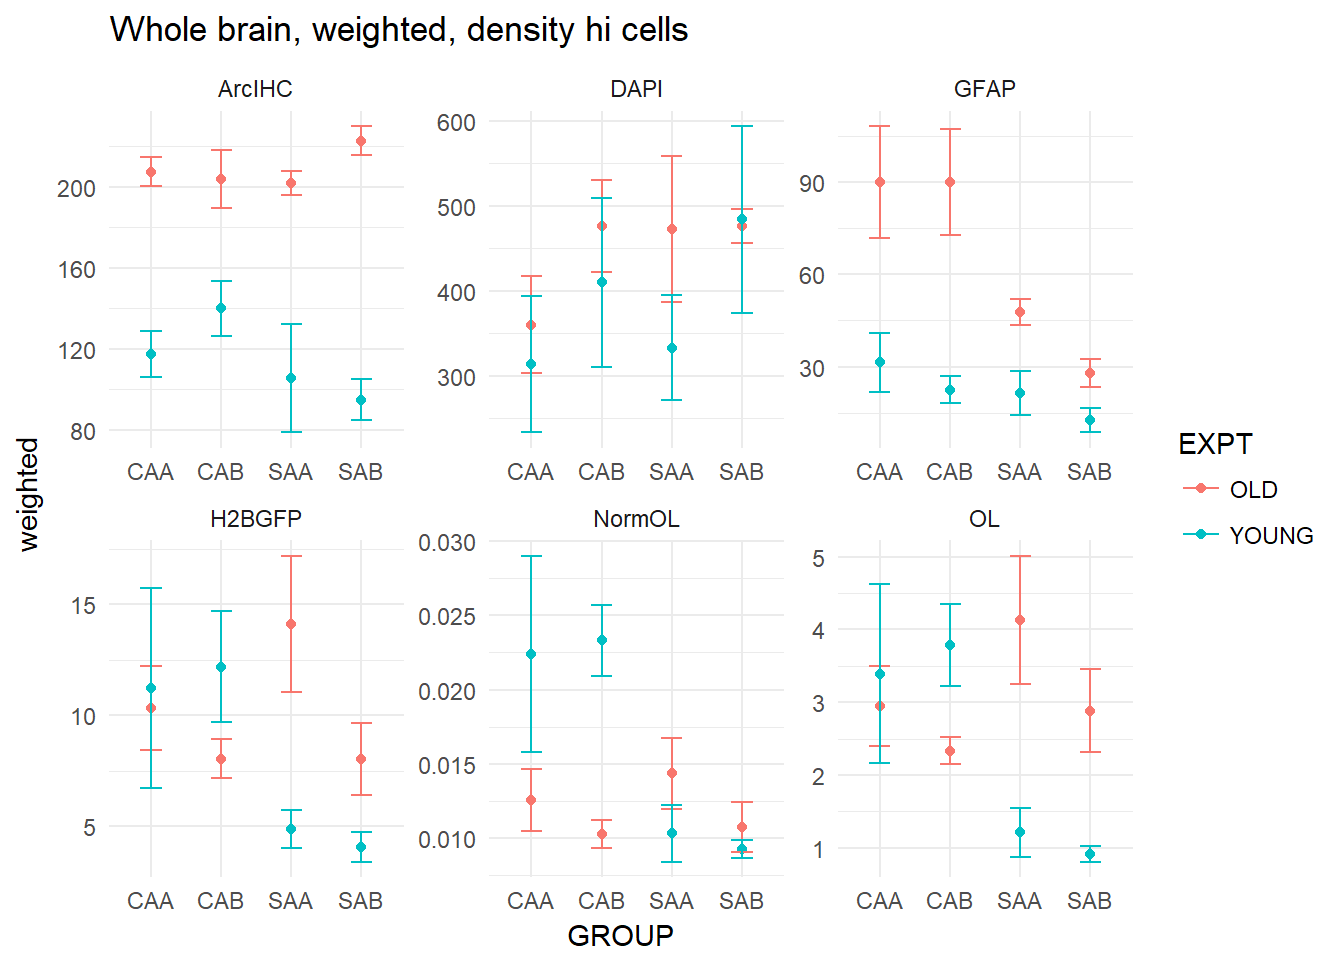 Whole brain, weighted, density hi cells
ArcIHC
DAPI
GFAP
200
160
120
80
600
500
400
300
90
60
30
CAA CAB SAA SAB
CAA CAB SAA SAB
CAA CAB SAA SAB
weighted
H2BGFP
NormOL
OL
15
10
5
0.030
0.025
0.020
0.015
0.010
5
4
3
2
1
CAA CAB SAA SAB
CAA CAB SAA SAB
CAA CAB SAA SAB
GROUP
EXPT
OLD
YOUNG